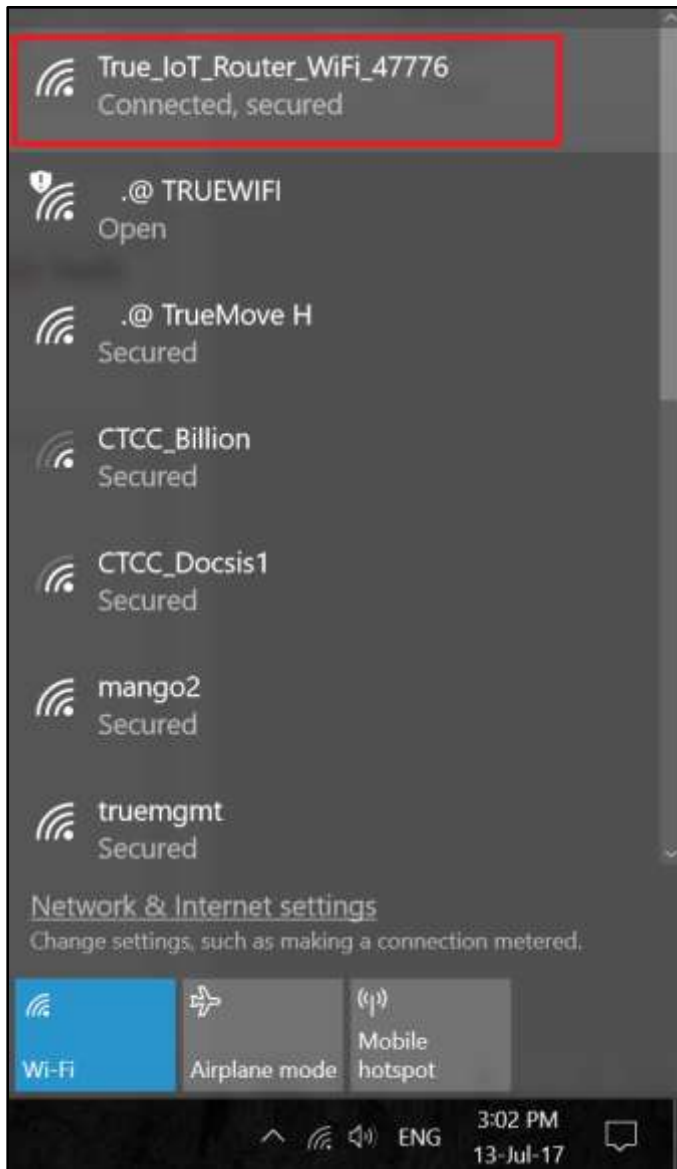 True_IoT_Router_WiFi_47776
Connected, secured
.@ TRUEWIFI
Open
.@ TrueMove H
Secured
CTCC_Billion
Secured
CTCC_Docsis1
Secured
mango2
Secured
truemgmt
Secured
Network & Internet settings
Change settings, such as making a connection metered.
Wi-Fi
Airplane mode
Mobile
hotspot
ENG
3:02 PM
13-Jul-17